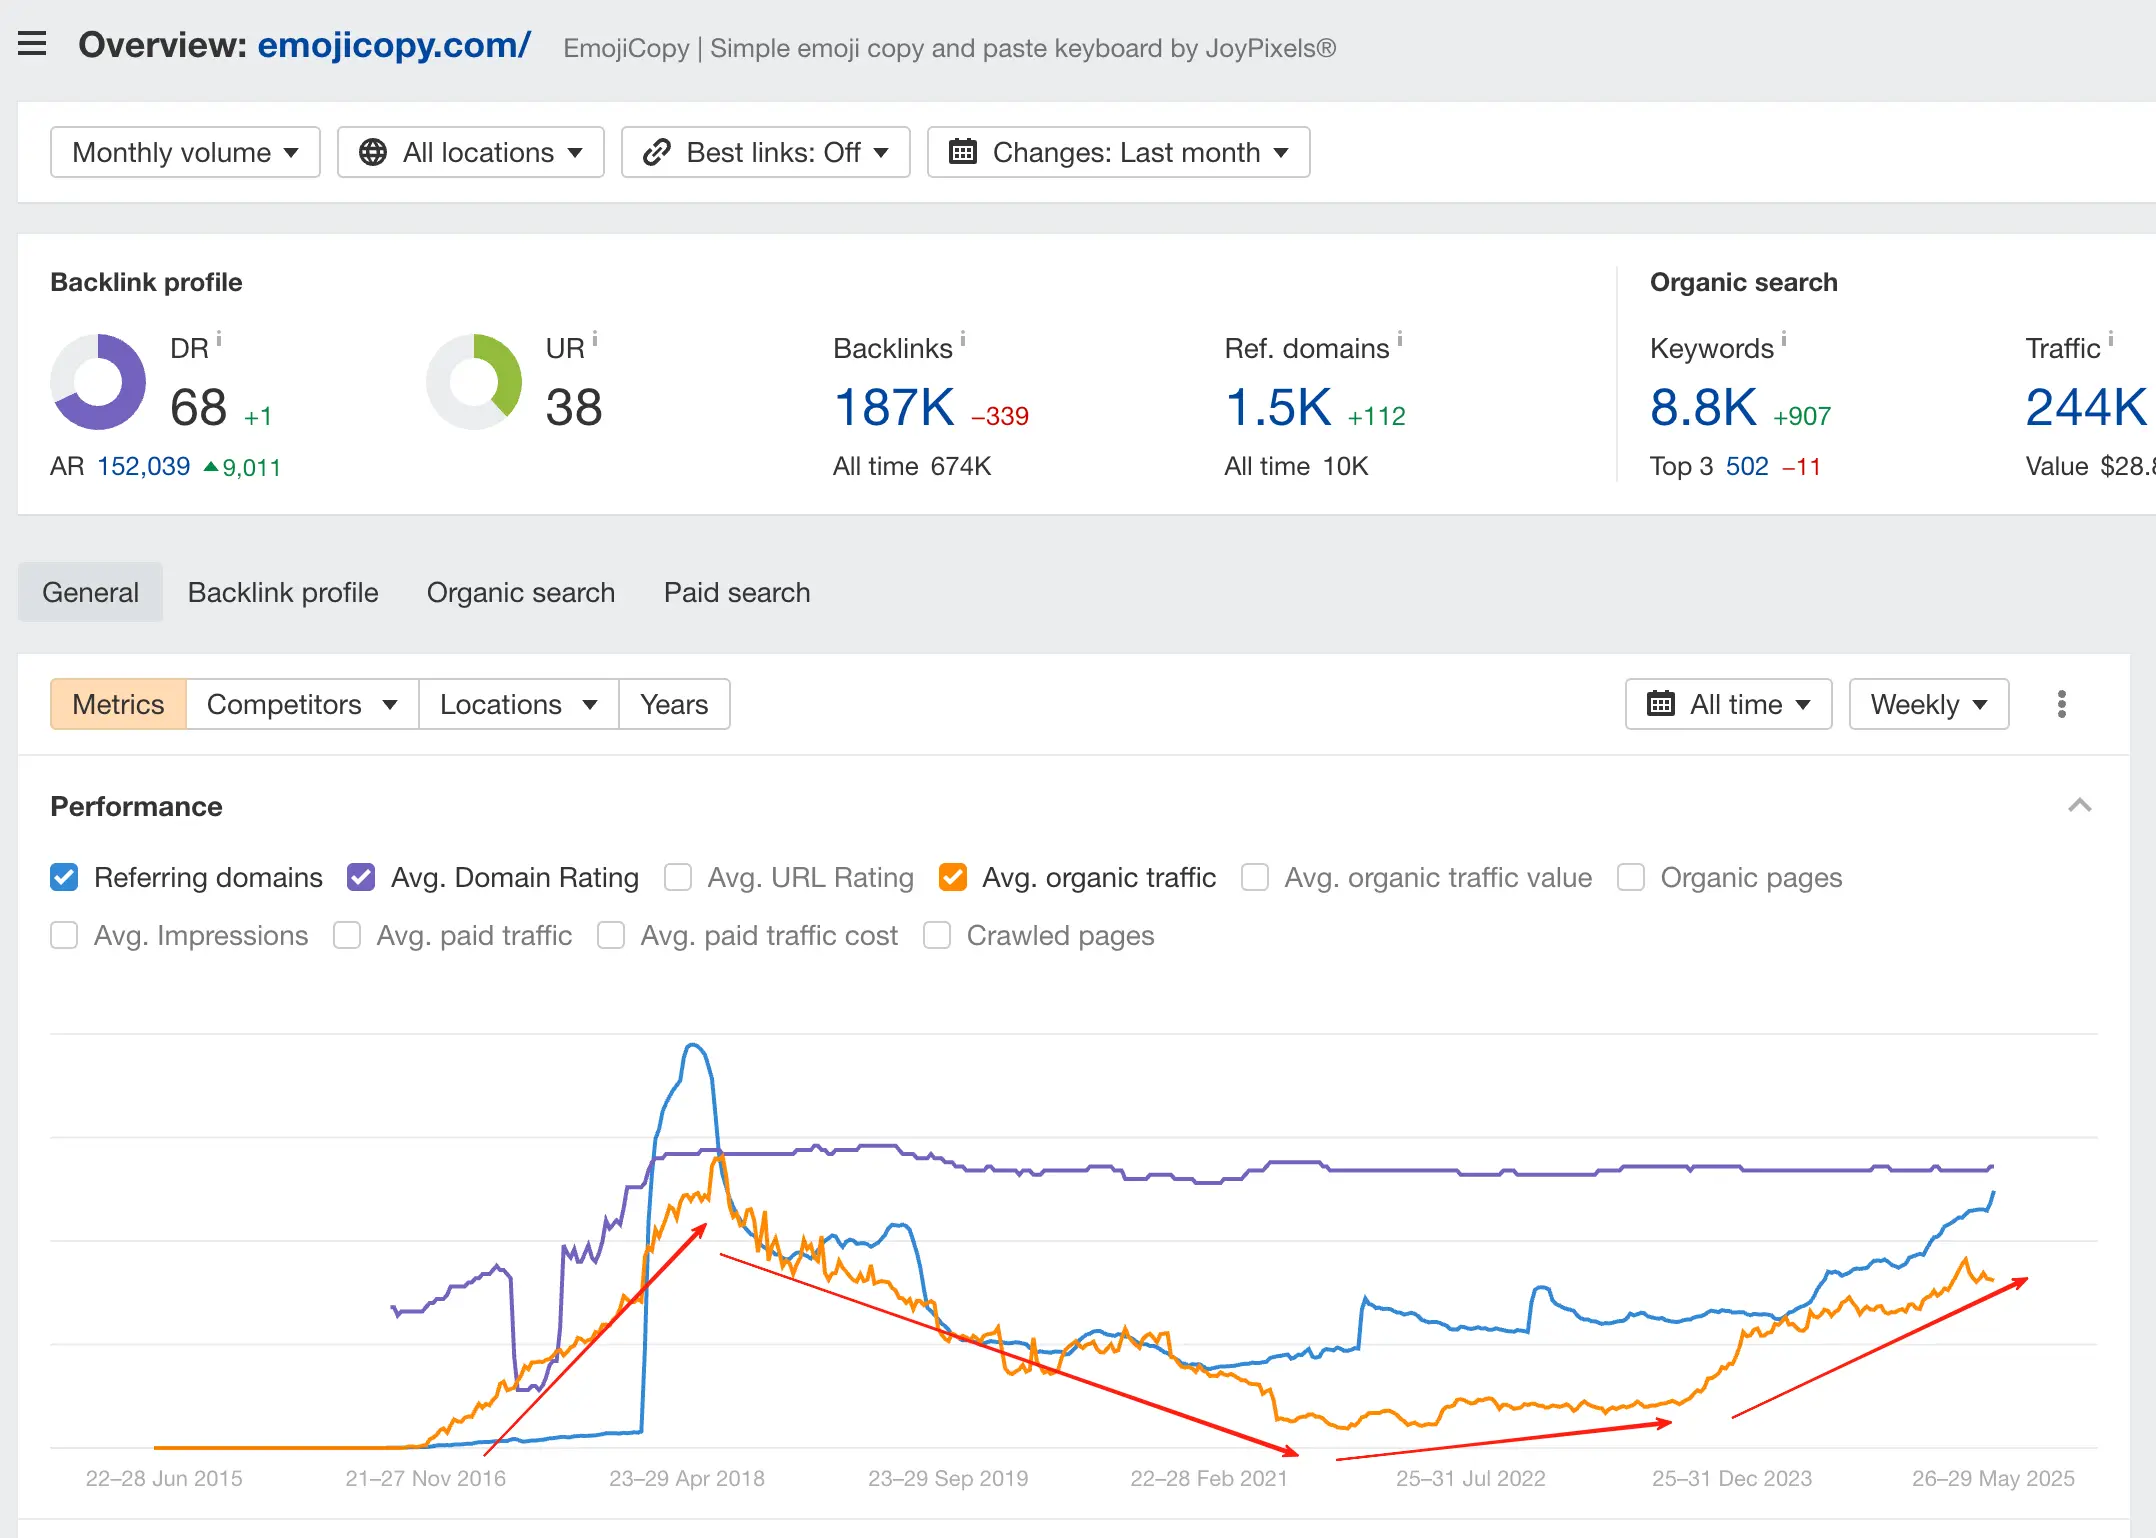 Overview: emojicopy.com/ EmojiCopy | Simple emoji copy and paste keyboard by JoyPixels®
Monthly volume All locations Best links: Off Changes: Last month
Backlink profile Organic search
DR i UR i Backlinks i Ref. domains i Keywords i Traffic i
68 +1 38 187K –339 1.5K +112 8.8K +907 244K
AR 152,039 9,011 All time 674K All time 10K Top 3 502 –11 Value $28.8
General Backlink profile Organic search Paid search
Metrics Competitors Locations Years All time Weekly
Performance
Referring domains Avg. Domain Rating Avg. URL Rating Avg. organic traffic Avg. organic traffic value Organic pages
Avg. Impressions Avg. paid traffic Avg. paid traffic cost Crawled pages
22–28 Jun 2015 21–27 Nov 2016 23–29 Apr 2018 23–29 Sep 2019 22–28 Feb 2021 25–31 Jul 2022 25–31 Dec 2023 26–29 May 2025